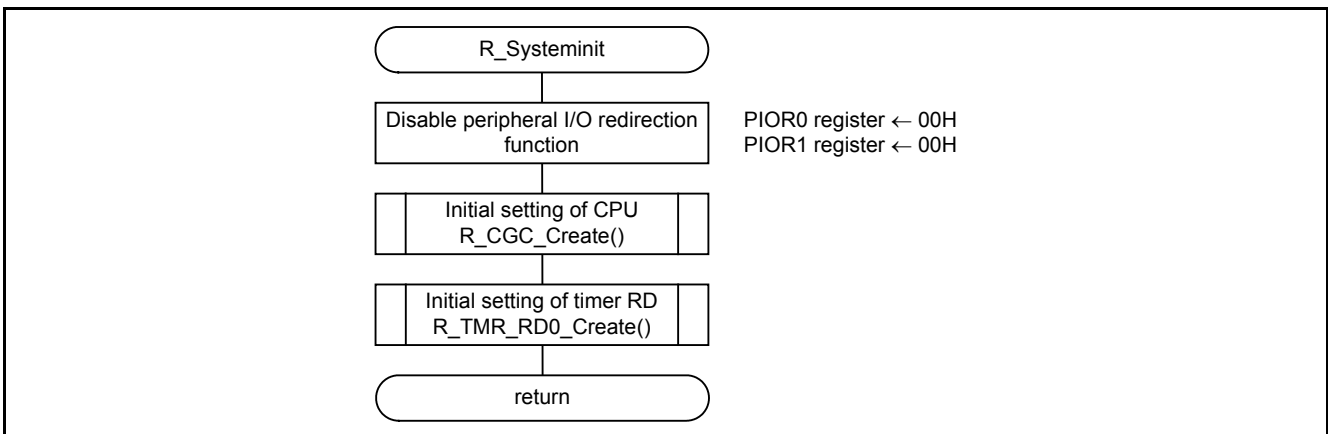 R_Systeminit
Disable peripheral I/O redirection
function
PIOR0 register ← 00H
PIOR1 register ← 00H
Initial setting of CPU
R_CGC_Create()
Initial setting of timer RD
R_TMR_RD0_Create()
return